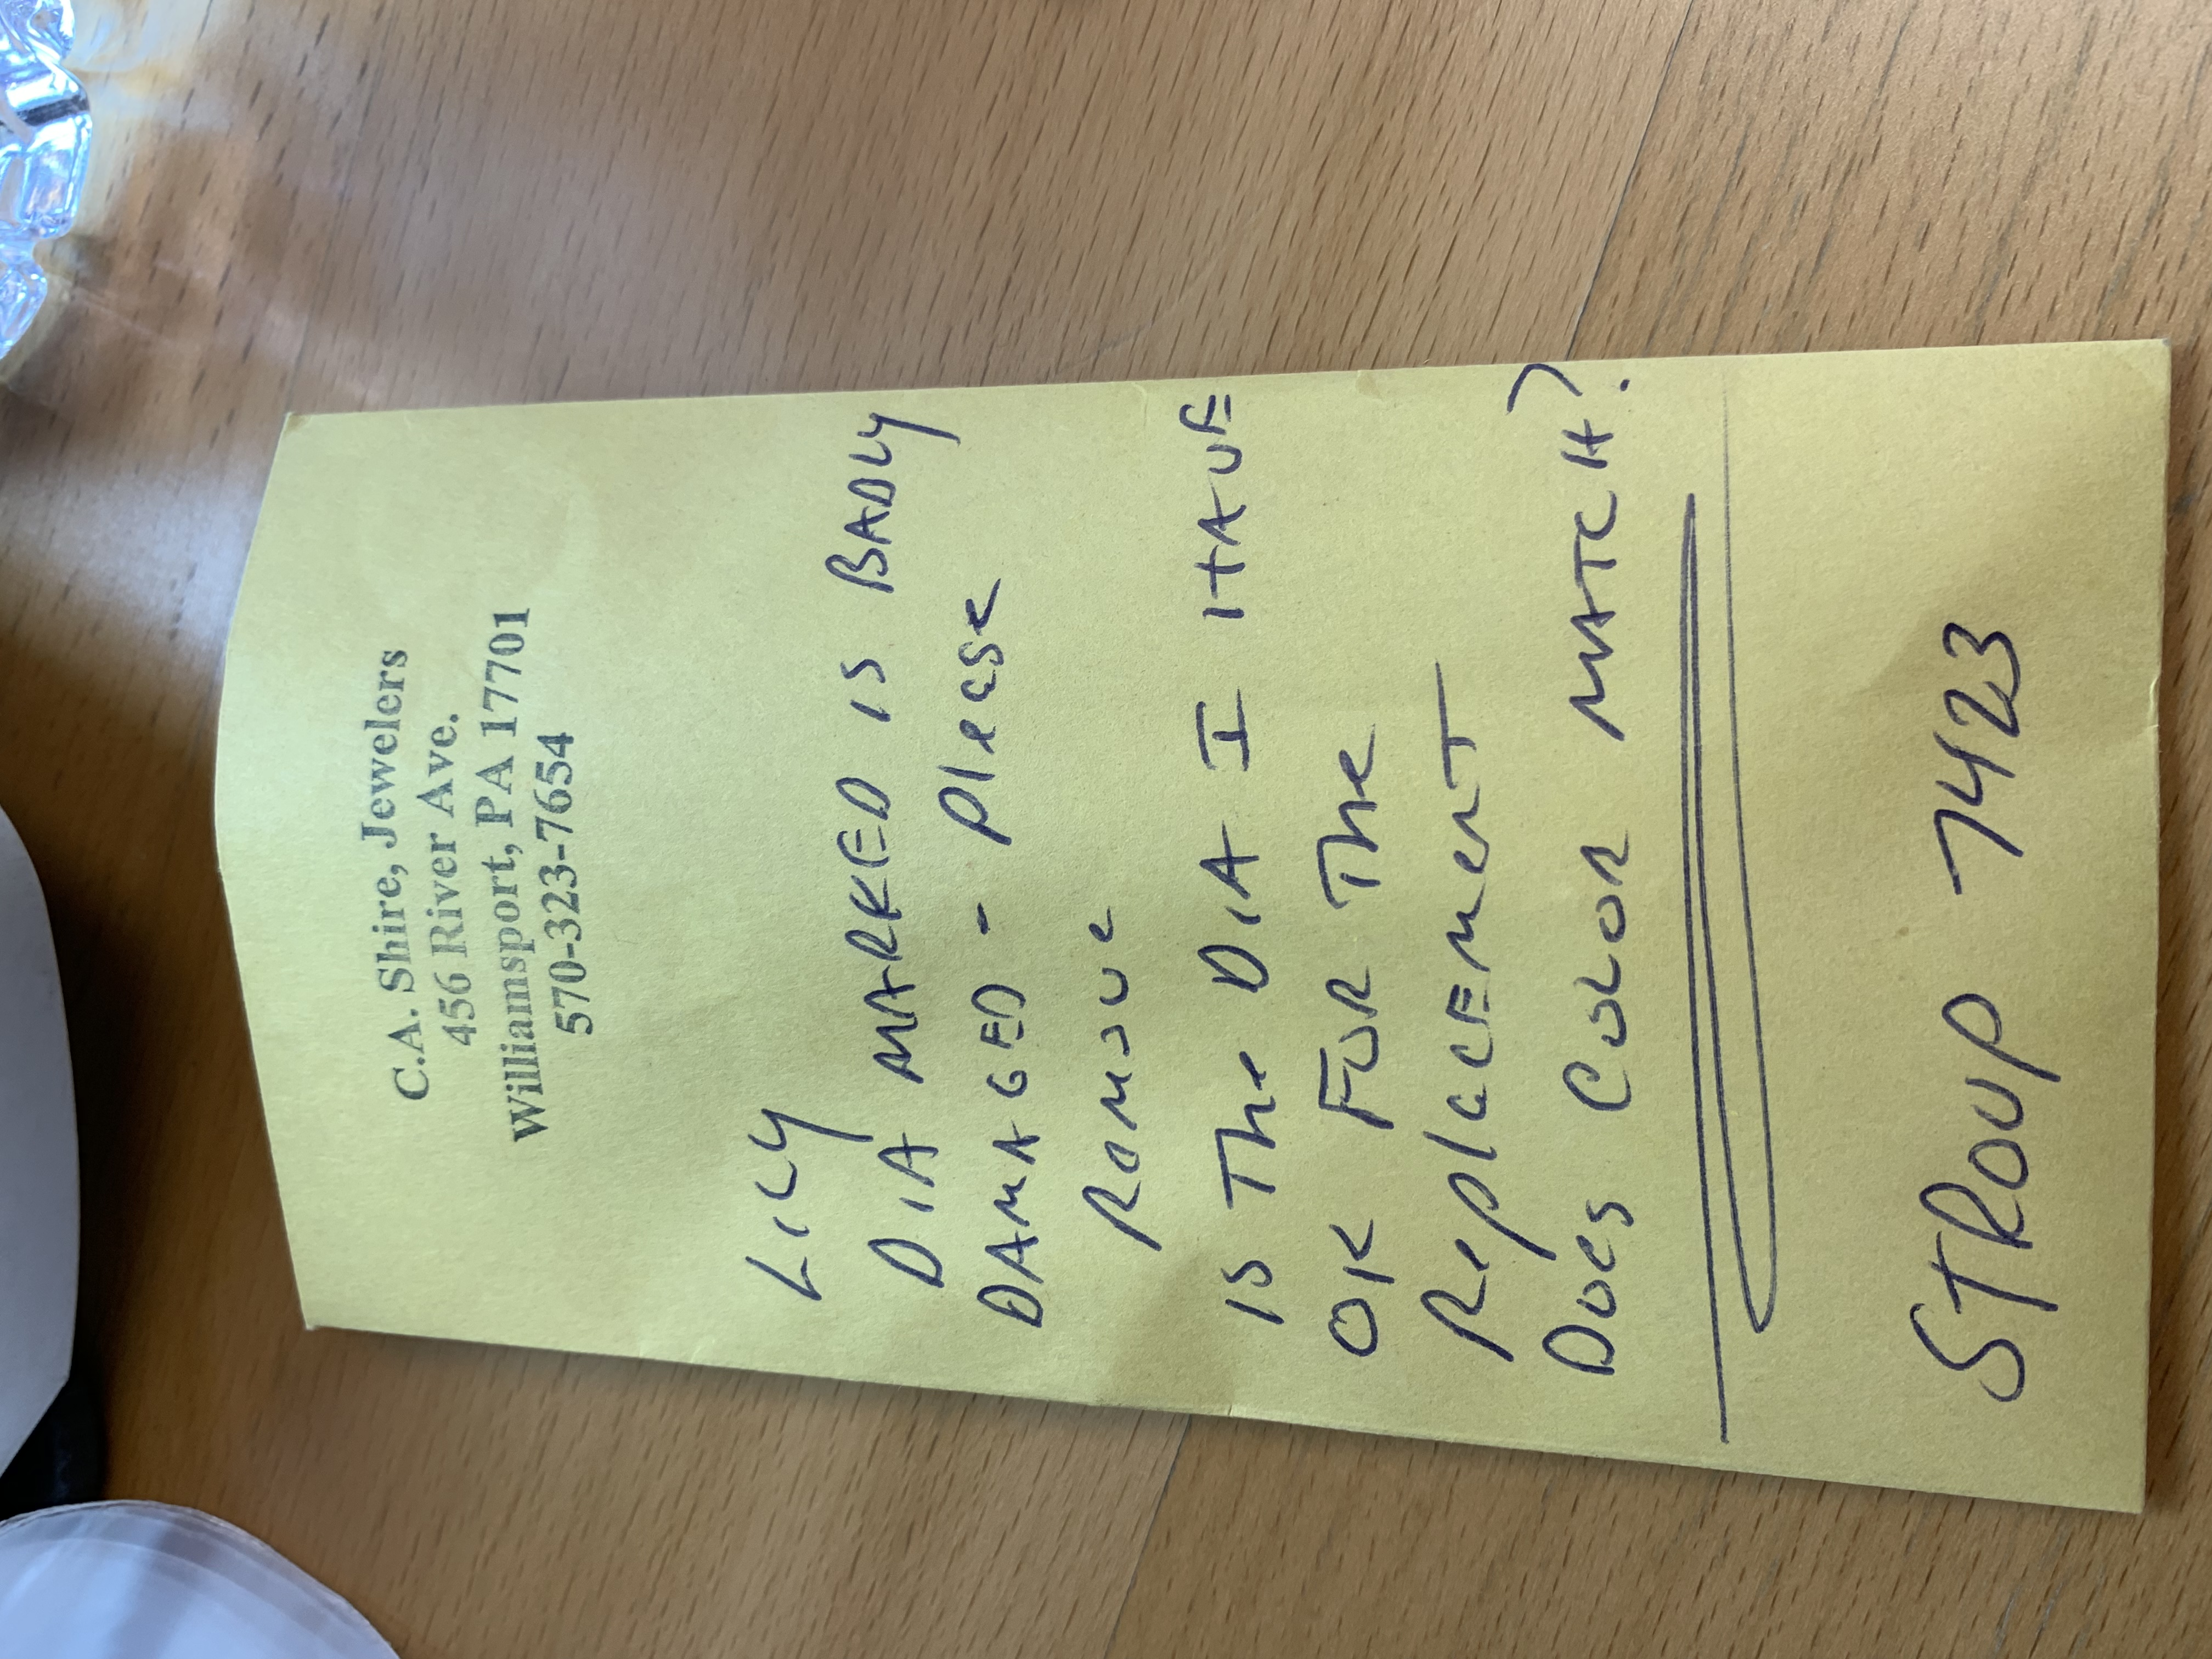 C.A. Shire, Jewelers
456 River Ave.
Williamsport, PA 17701
570-323-7654
LILY
DIA MARKED IS BADLY
DAMAGED - Please
Remove
IS The DIA I HAVE
OK FOR The
ReplacEMenT
Does COLOR MATCH?
STROUP 7423